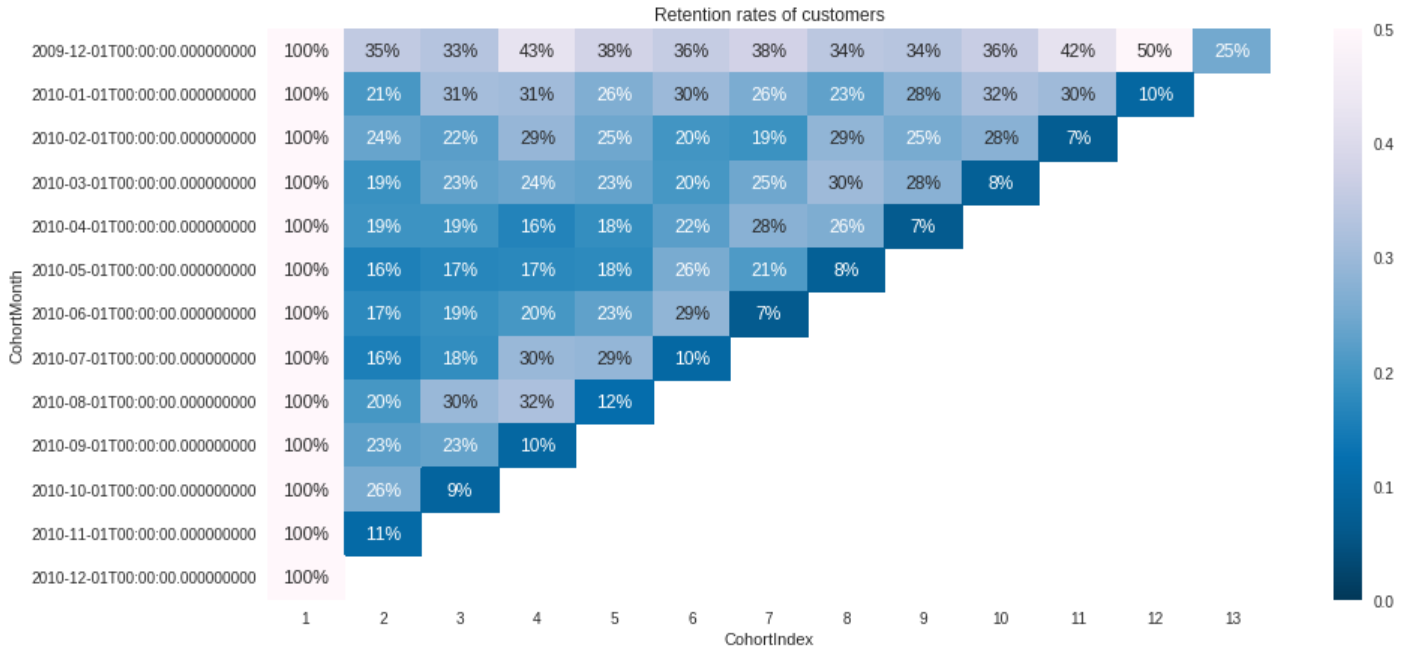 Retention rates of customers
2009-12-01T00:00:00.000000000 100% 35% 33% 43% 38% 36% 38% 34% 34% 36% 42% 50% 25%
2010-01-01T00:00:00.000000000 100% 21% 31% 31% 26% 30% 26% 23% 28% 32% 30% 10%
2010-02-01T00:00:00.000000000 100% 24% 22% 29% 25% 20% 19% 29% 25% 28% 7%
2010-03-01T00:00:00.000000000 100% 19% 23% 24% 23% 20% 25% 30% 28% 8%
2010-04-01T00:00:00.000000000 100% 19% 19% 16% 18% 22% 28% 26% 7%
2010-05-01T00:00:00.000000000 100% 16% 17% 17% 18% 26% 21% 8%
2010-06-01T00:00:00.000000000 100% 17% 19% 20% 23% 29% 7%
2010-07-01T00:00:00.000000000 100% 16% 18% 30% 29% 10%
2010-08-01T00:00:00.000000000 100% 20% 30% 32% 12%
2010-09-01T00:00:00.000000000 100% 23% 23% 10%
2010-10-01T00:00:00.000000000 100% 26% 9%
2010-11-01T00:00:00.000000000 100% 11%
2010-12-01T00:00:00.000000000 100%
1 2 3 4 5 6 7 8 9 10 11 12 13
CohortIndex
CohortMonth
0.5
0.4
0.3
0.2
0.1
0.0